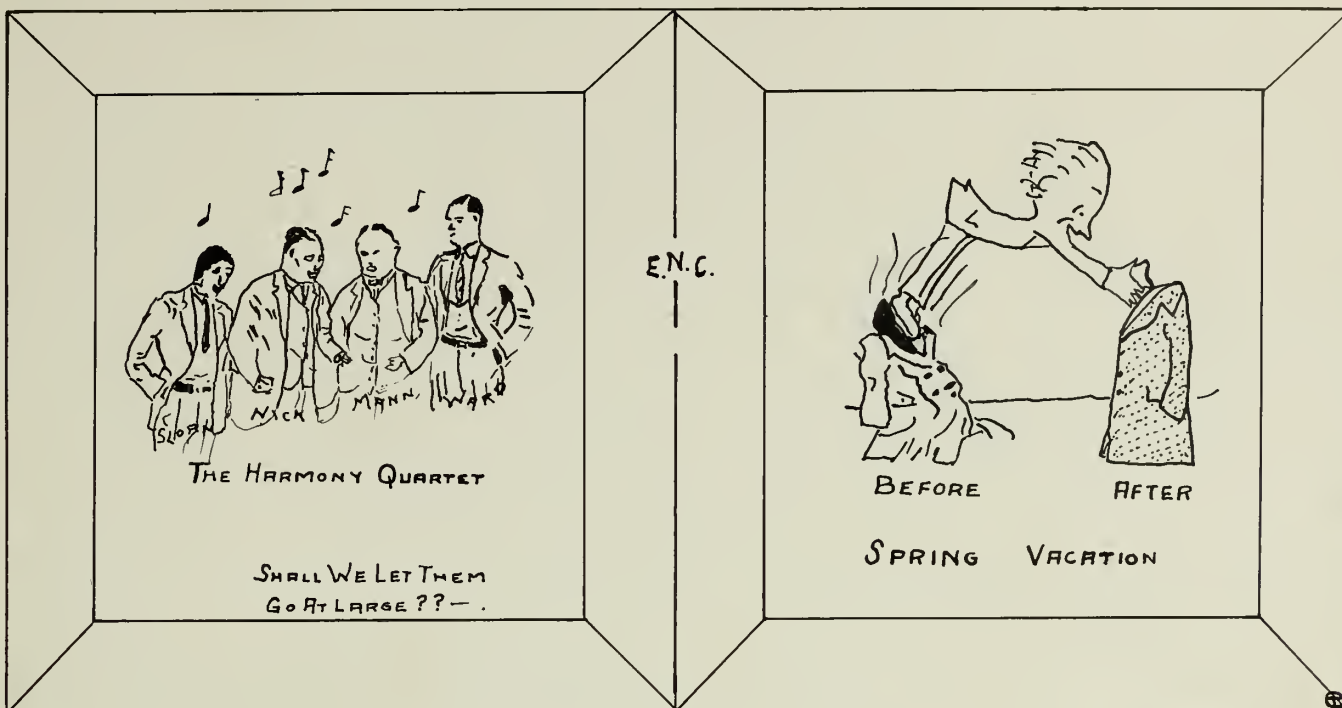 SLOAN
NICK
MANN
WARD
THE HARMONY QUARTET
SHALL WE LET THEM
GO AT LARGE??—.
E.N.C.
BEFORE AFTER
SPRING VACATION